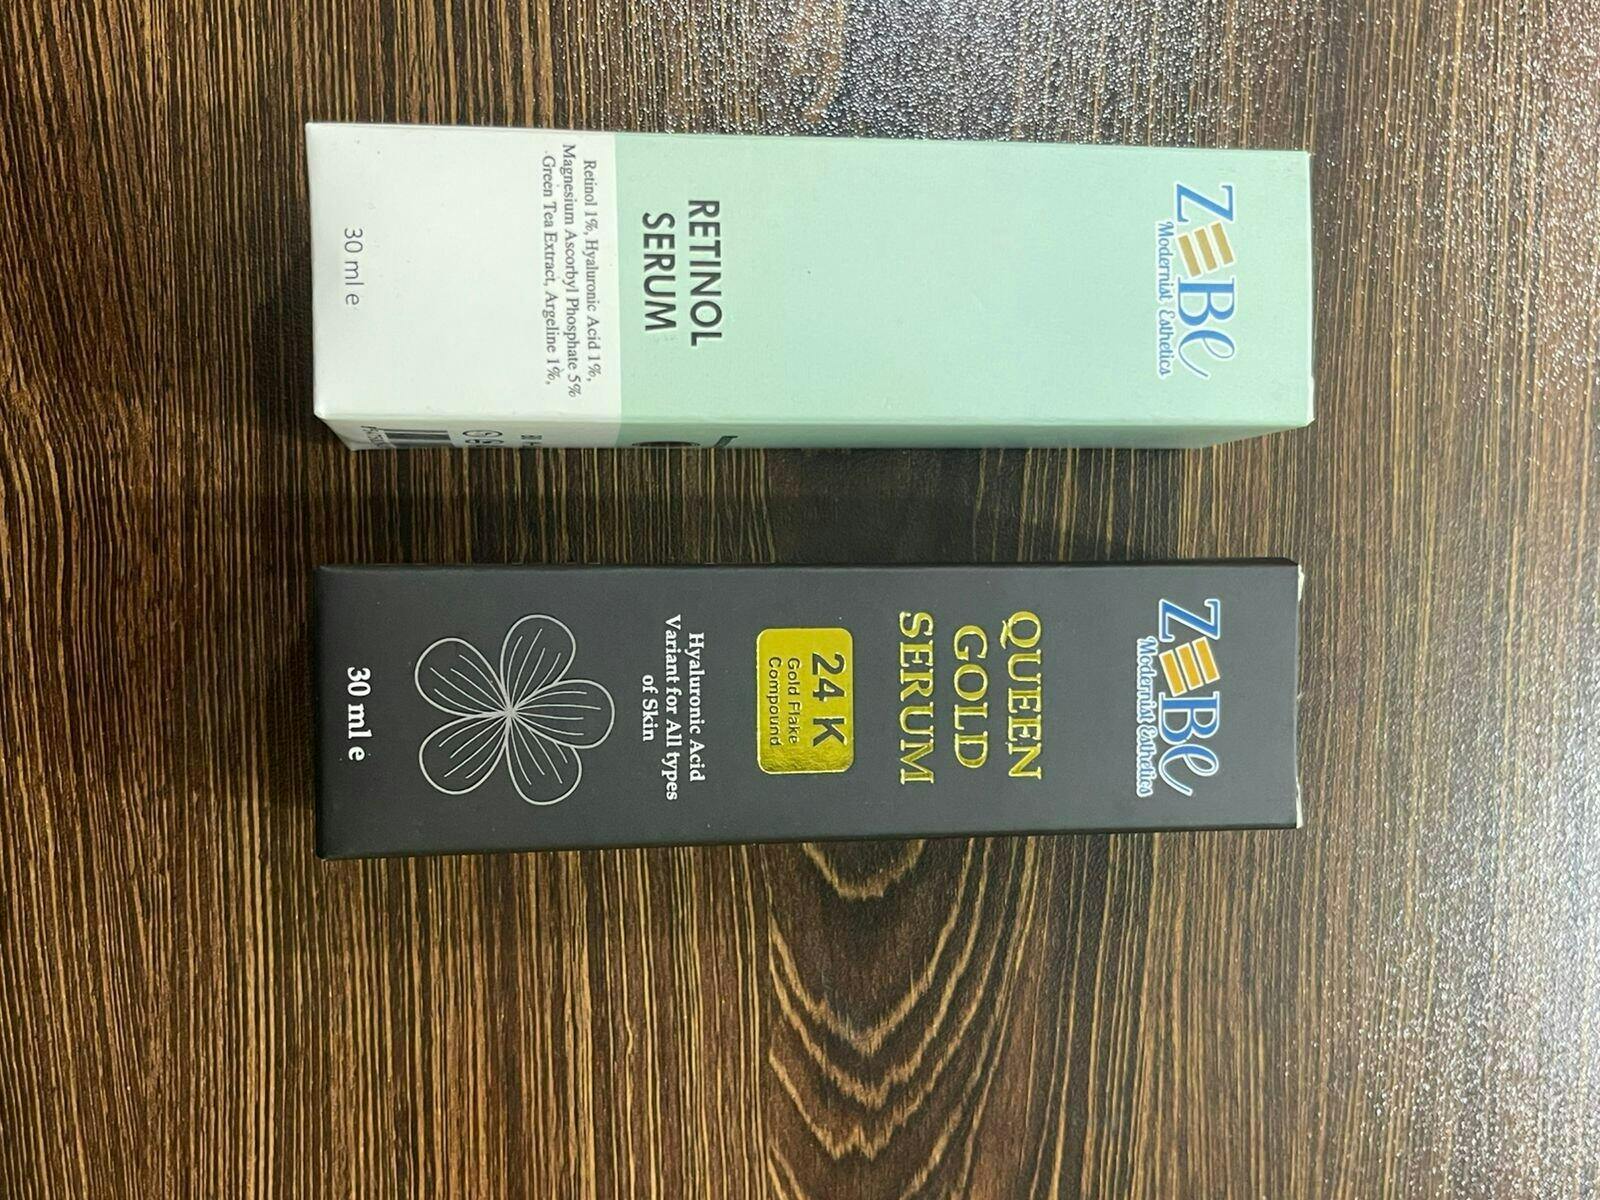 ZEBe
Modernist Esthetics
RETINOL
SERUM
Retinol 1%, Hyaluronic Acid 1%,
Magnesium Ascorbyl Phosphate 5%
Green Tea Extract, Argeline 1%,
30 ml e
ZEBe
Modernist Esthetics
QUEEN
GOLD
SERUM
24 K
Gold Flake
Compound
Hyaluronic Acid
Variant for All types
of Skin
30 ml e